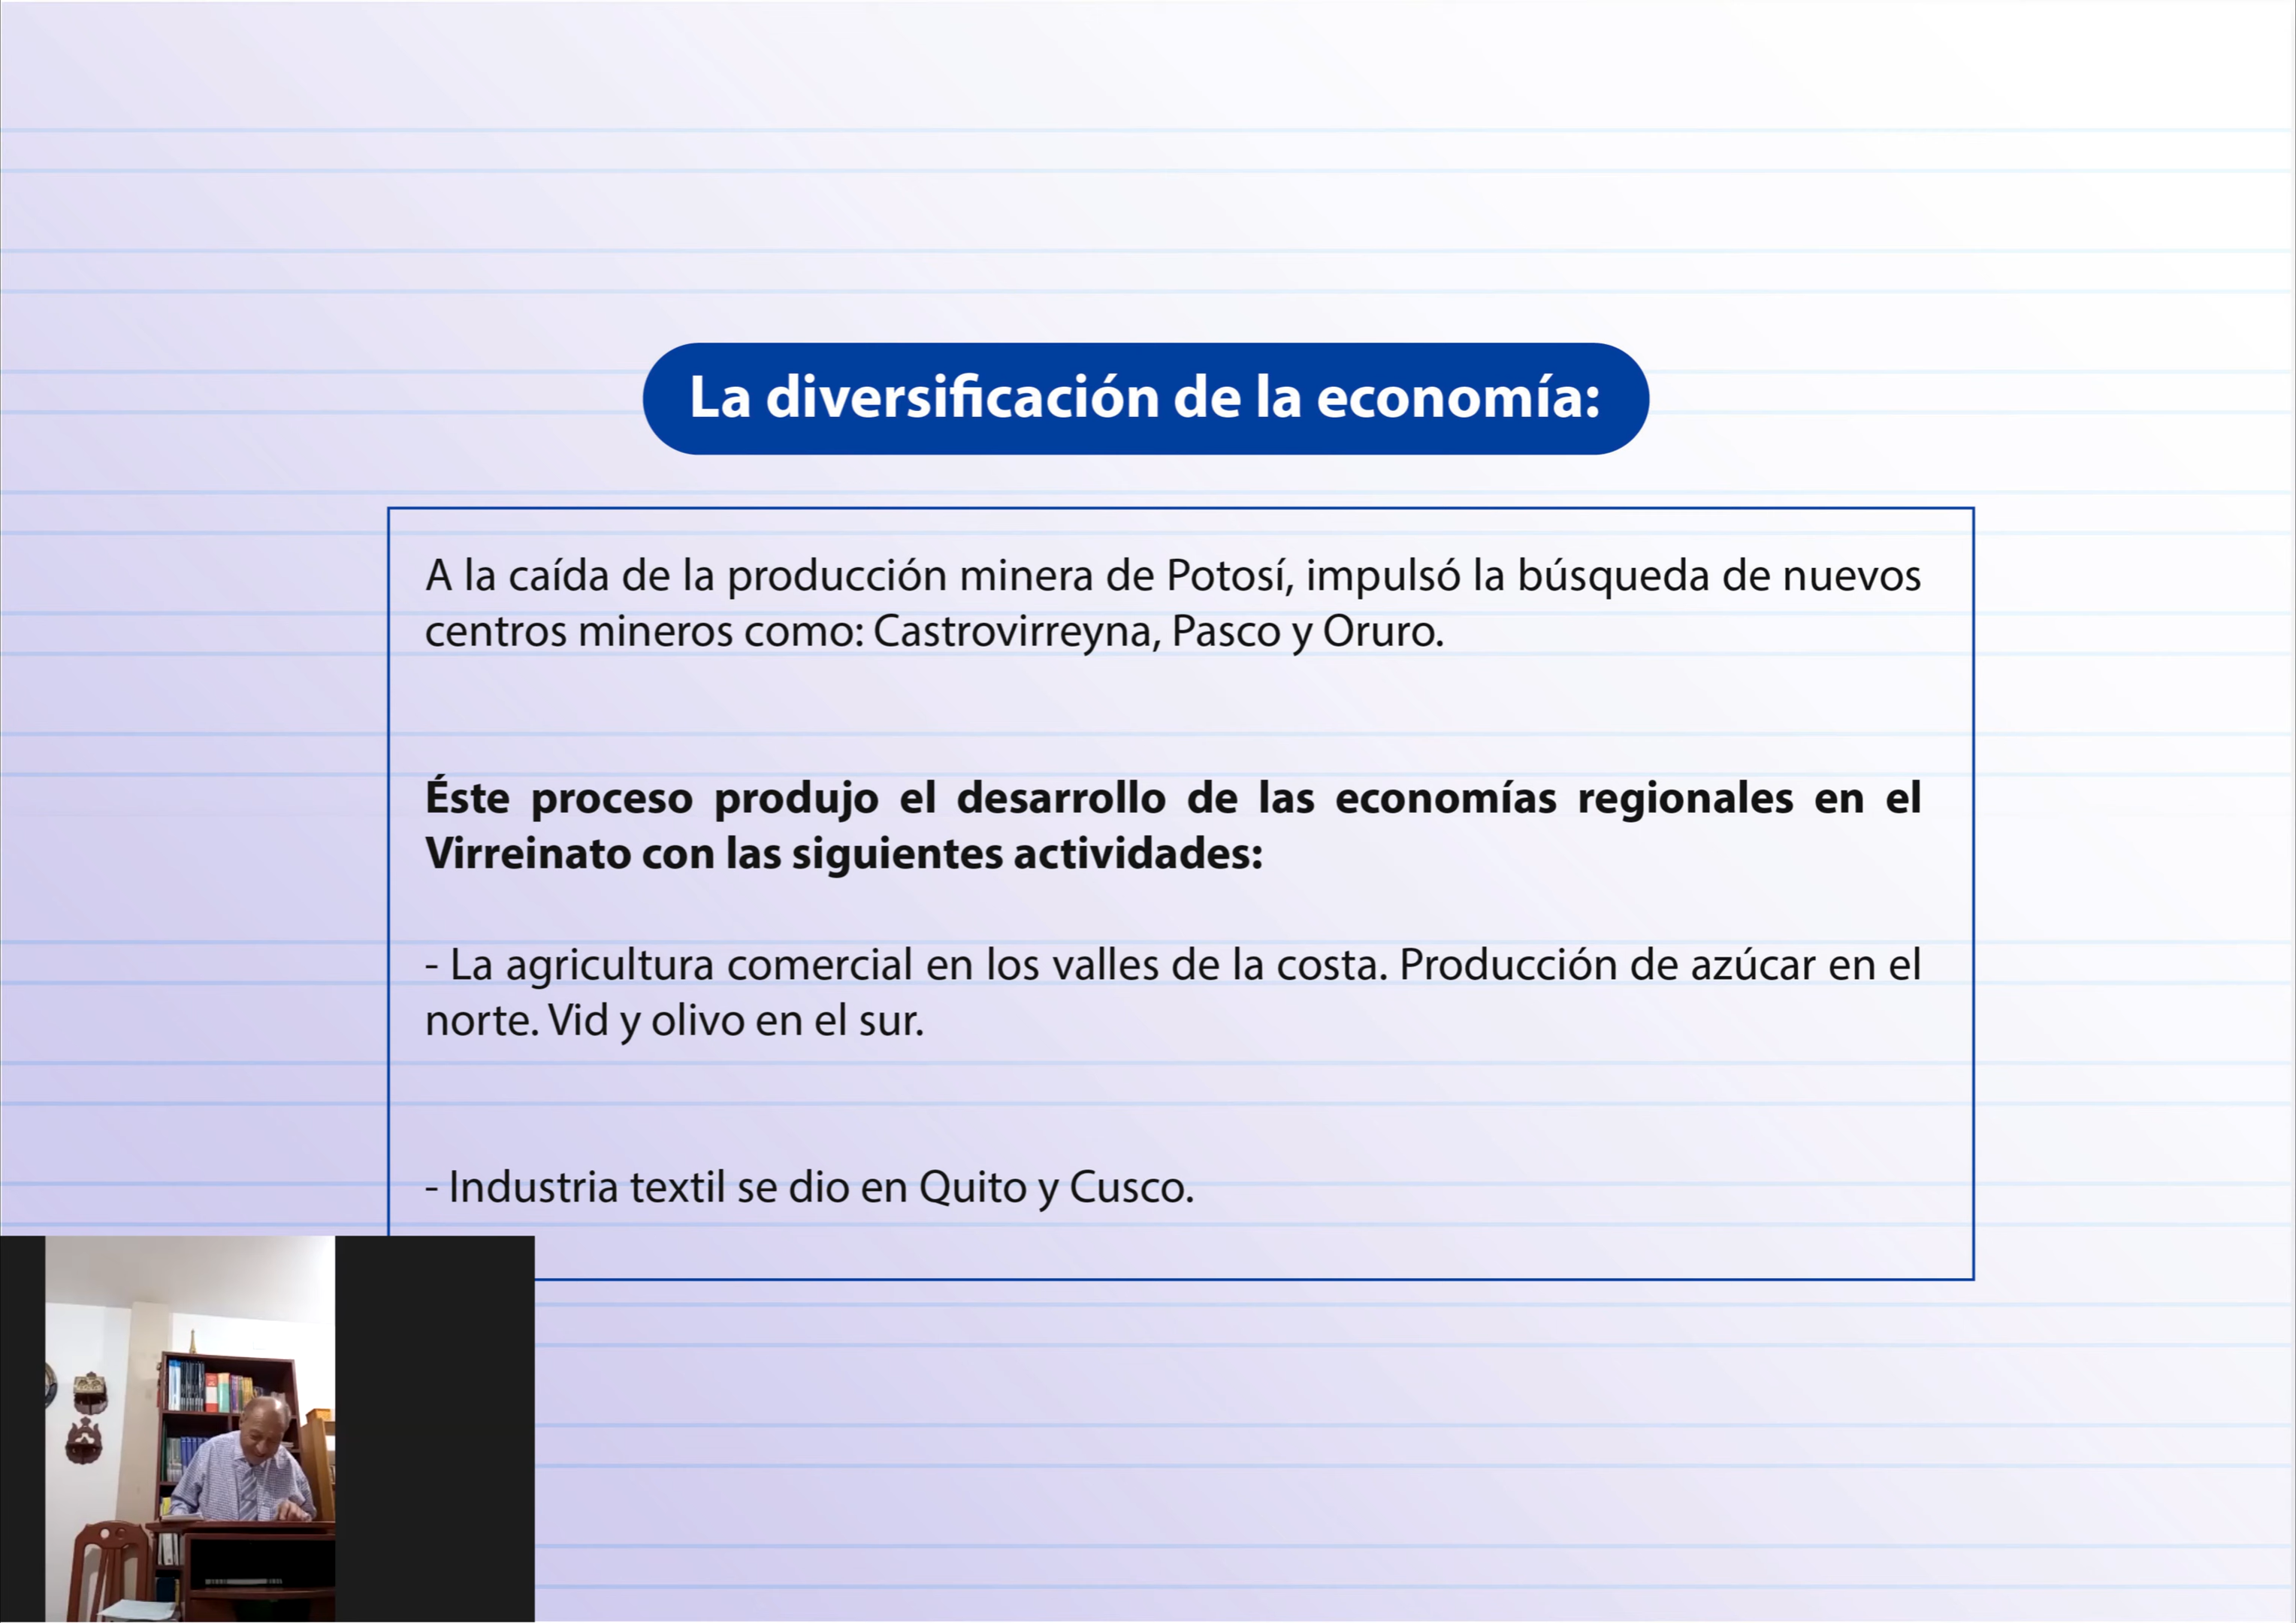 La diversificación de la economía:
A la caída de la producción minera de Potosí, impulsó la búsqueda de nuevos
centros mineros como: Castrovirreyna, Pasco y Oruro.
Éste proceso produjo el desarrollo de las economías regionales en el
Virreinato con las siguientes actividades:
- La agricultura comercial en los valles de la costa. Producción de azúcar en el
norte. Vid y olivo en el sur.
- Industria textil se dio en Quito y Cusco.